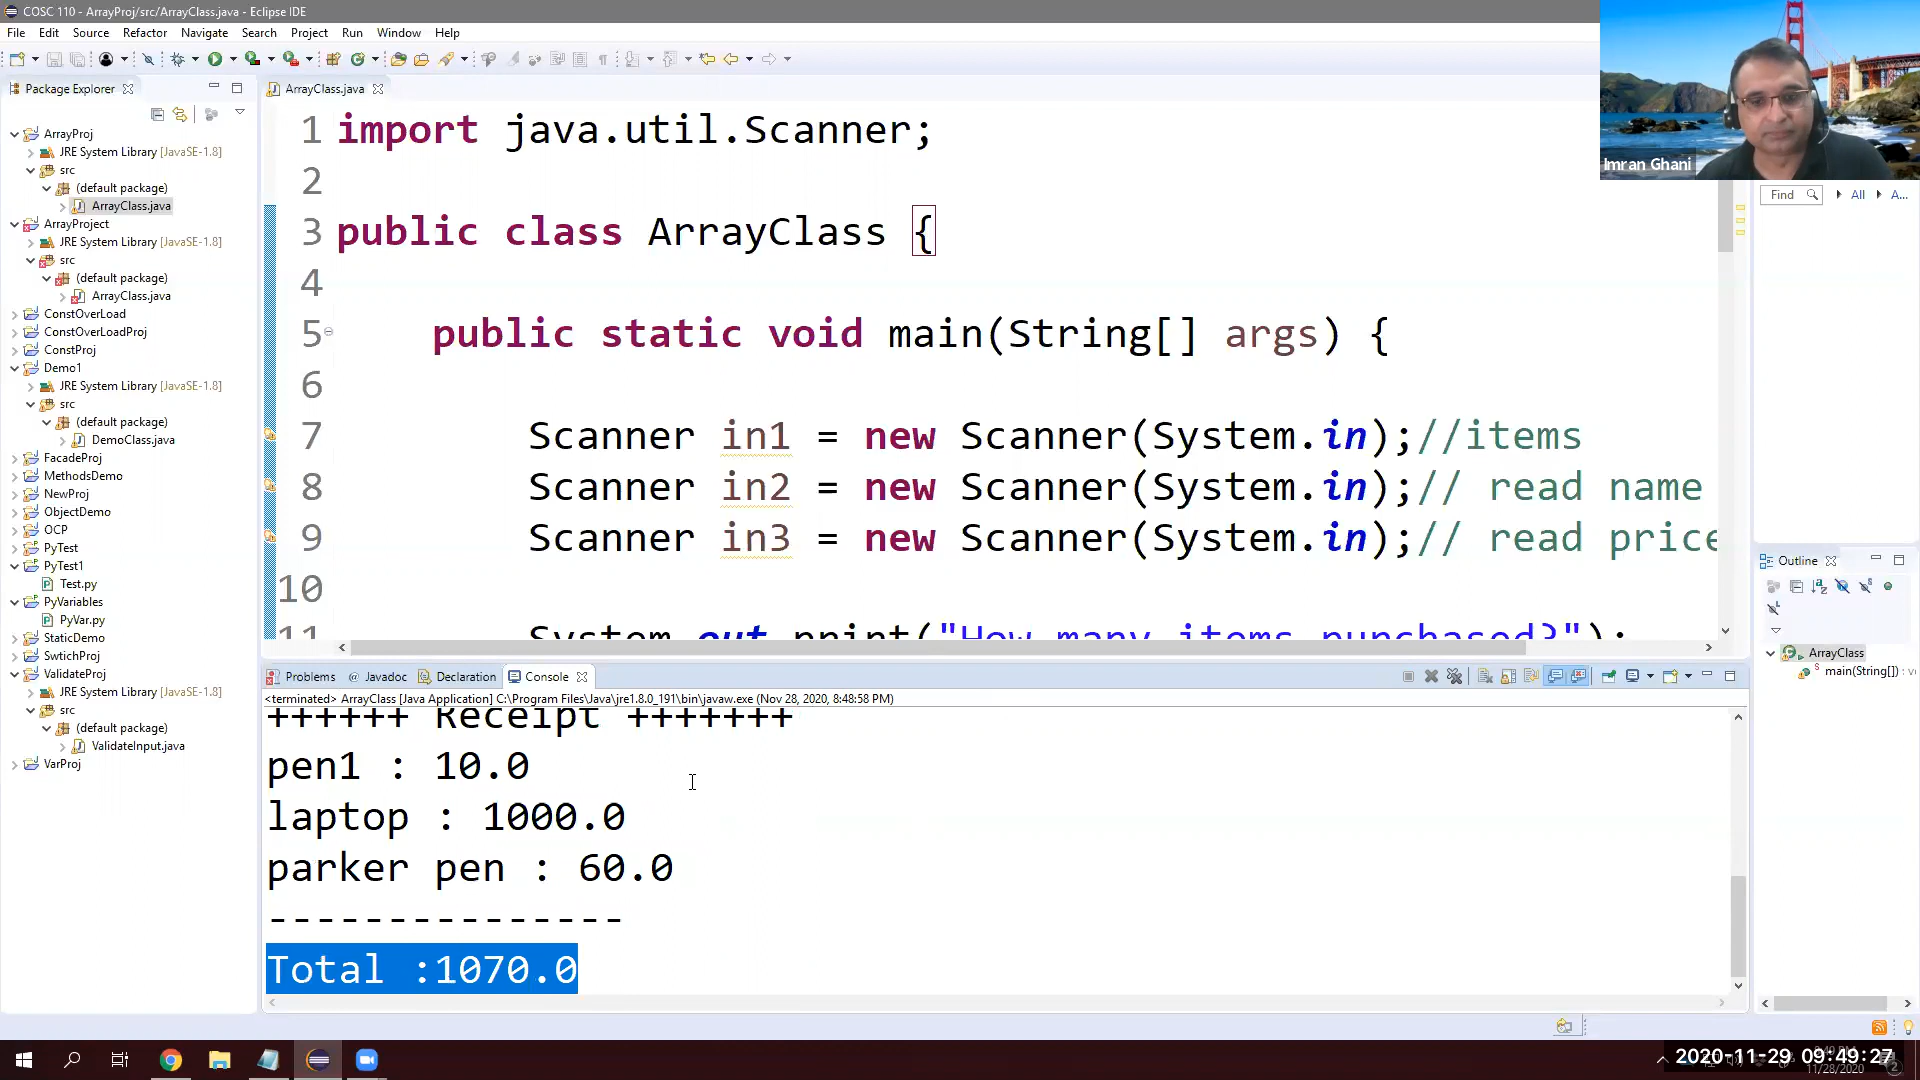 COSC 110 - ArrayProj/src/ArrayClass.java - Eclipse IDE
File Edit Source Refactor Navigate Search Project Run Window Help
Package Explorer
ArrayProj
JRE System Library [JavaSE-1.8]
src
(default package)
ArrayClass.java
ArrayProject
JRE System Library [JavaSE-1.8]
src
(default package)
ArrayClass.java
ConstOverLoad
ConstOverLoadProj
ConstProj
Demo1
JRE System Library [JavaSE-1.8]
src
(default package)
DemoClass.java
FacadeProj
MethodsDemo
NewProj
ObjectDemo
OCP
PyTest
PyTest1
Test.py
PyVariables
PyVar.py
StaticDemo
SwtichProj
ValidateProj
JRE System Library [JavaSE-1.8]
src
(default package)
ValidateInput.java
VarProj
ArrayClass.java
1 import java.util.Scanner;
2
3 public class ArrayClass {
4
5 public static void main(String[] args) {
6
7 Scanner in1 = new Scanner(System.in);//items
8 Scanner in2 = new Scanner(System.in);// read name
9 Scanner in3 = new Scanner(System.in);// read price
10
11 System.out.print("How many items punchased?");
Problems @ Javadoc Declaration Console
<terminated> ArrayClass [Java Application] C:\Program Files\Java\jre1.8.0_191\bin\javaw.exe (Nov 28, 2020, 8:48:58 PM)
++++++ Receipt +++++++
pen1 : 10.0
laptop : 1000.0
parker pen : 60.0
---------------
Total :1070.0
Imran Ghani
Find All A...
Outline
ArrayClass
main(String[]) : v
2020-11-29 09:49:27
11/28/2020
2